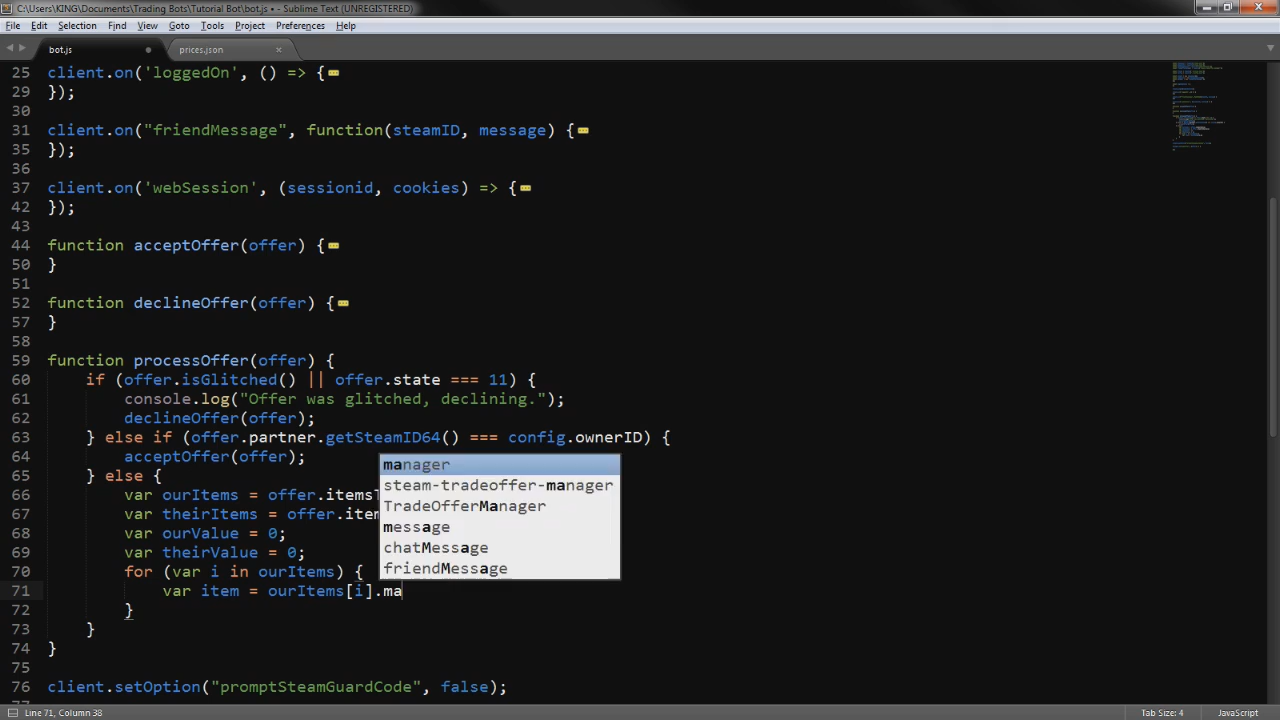 C:\Users\KING\Documents\Trading Bots\Tutorial Bot\bot.js • - Sublime Text (UNREGISTERED)
File Edit Selection Find View Goto Tools Project Preferences Help
bot.js prices.json
25 client.on('loggedOn', () => {
29 });
30
31 client.on("friendMessage", function(steamID, message) {
35 });
36
37 client.on('webSession', (sessionid, cookies) => {
42 });
43
44 function acceptOffer(offer) {
50 }
51
52 function declineOffer(offer) {
57 }
58
59 function processOffer(offer) {
60 if (offer.isGlitched() || offer.state === 11) {
61 console.log("Offer was glitched, declining.");
62 declineOffer(offer);
63 } else if (offer.partner.getSteamID64() === config.ownerID) {
64 acceptOffer(offer);
65 } else {
66 var ourItems = offer.items
67 var theirItems = offer.item
68 var ourValue = 0;
69 var theirValue = 0;
70 for (var i in ourItems) {
71 var item = ourItems[i].ma
72 }
73 }
74 }
75
76 client.setOption("promptSteamGuardCode", false);
manager
steam-tradeoffer-manager
TradeOfferManager
message
chatMessage
friendMessage
Line 71, Column 38 Tab Size: 4 JavaScript